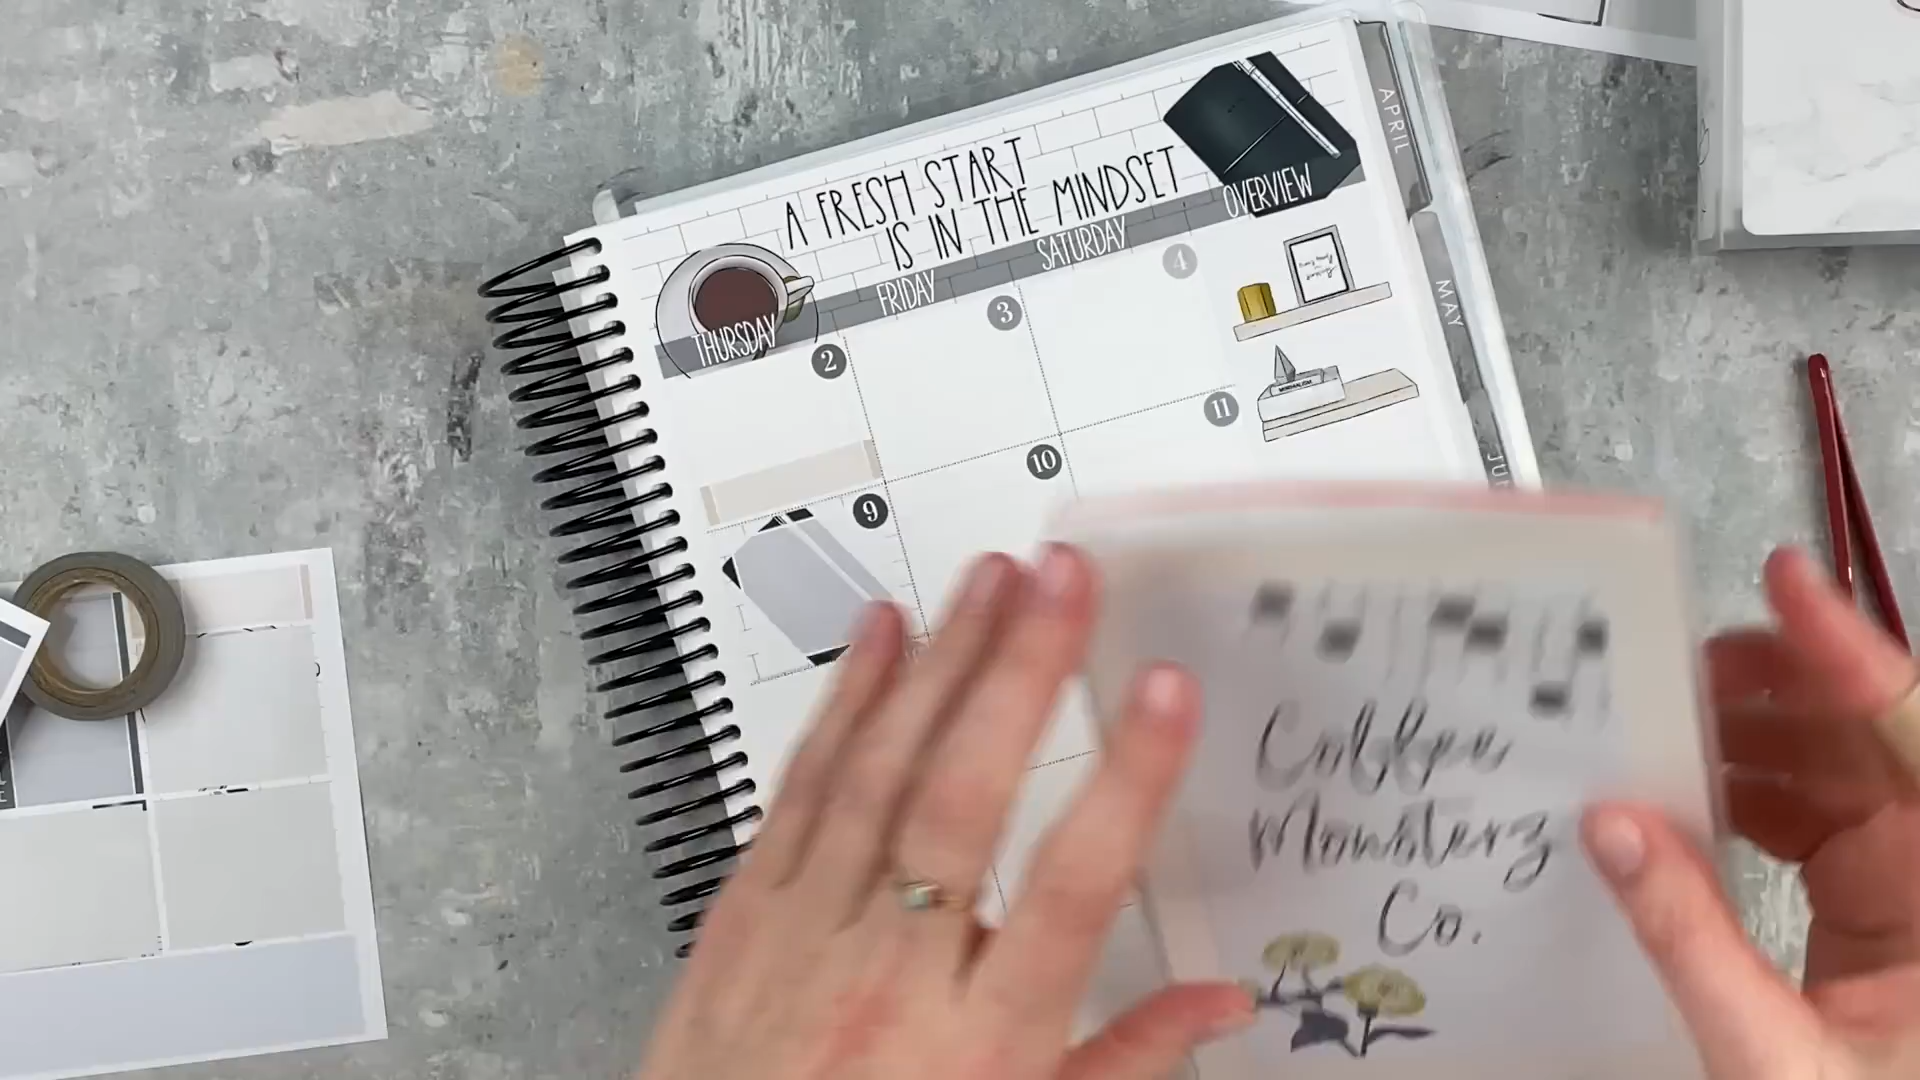 A FRESH START
IS IN THE MINDSET
THURSDAY
FRIDAY
SATURDAY
OVERVIEW
2
3
4
9
10
11
MINIMALISM
APRIL
MAY
Coffee
Monsterz
Co.